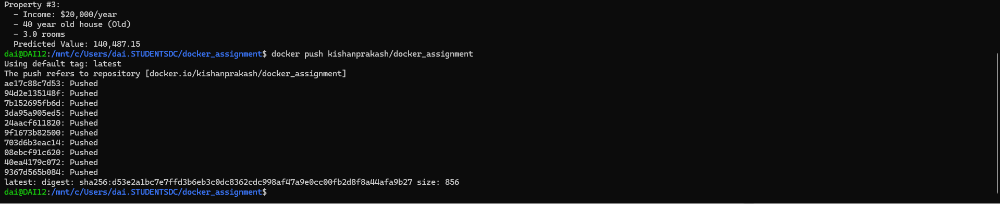 Property #3:
  - Income: $20,000/year
  - 40 year old house (Old)
  - 3.0 rooms
  Predicted Value: 140,487.15
dai@DAI12:/mnt/c/Users/dai.STUDENTSDC/docker_assignment$ docker push kishanprakash/docker_assignment
Using default tag: latest
The push refers to repository [docker.io/kishanprakash/docker_assignment]
ae17c88c7d53: Pushed
94d2e135148f: Pushed
7b152695fb6d: Pushed
3da95a905ed5: Pushed
24aacf611820: Pushed
9f1673b82500: Pushed
703d6b3eac14: Pushed
08ebcf91c620: Pushed
40ea4179c072: Pushed
9367d565b084: Pushed
latest: digest: sha256:d53e2a1bc7e7ffd3b6eb3c0dc8362cdc998af47a9e0cc00fb2d8f8a44afa9b27 size: 856
dai@DAI12:/mnt/c/Users/dai.STUDENTSDC/docker_assignment$